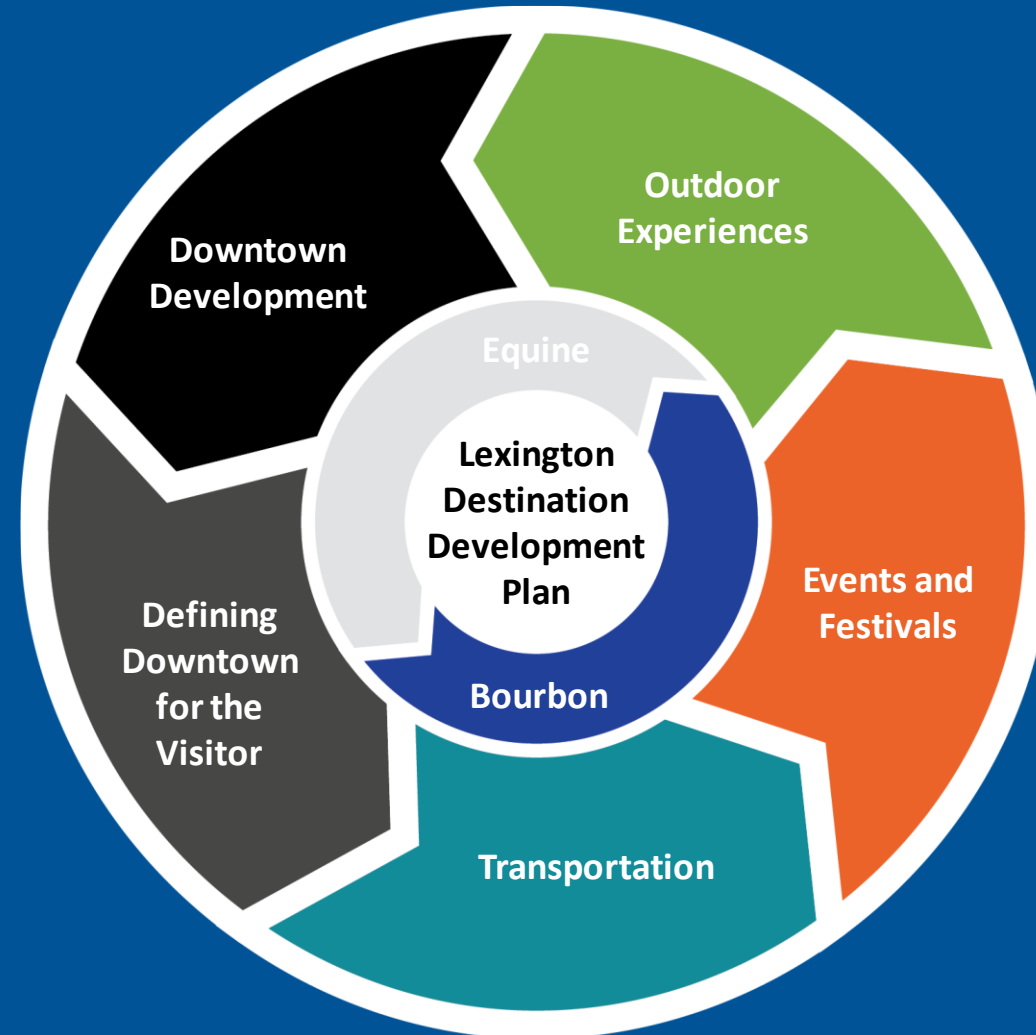 Outdoor
Experiences
Downtown
Development
Equine
Lexington
Destination
Development
Plan
Events and
Festivals
Defining
Downtown
for the
Visitor
Bourbon
Transportation